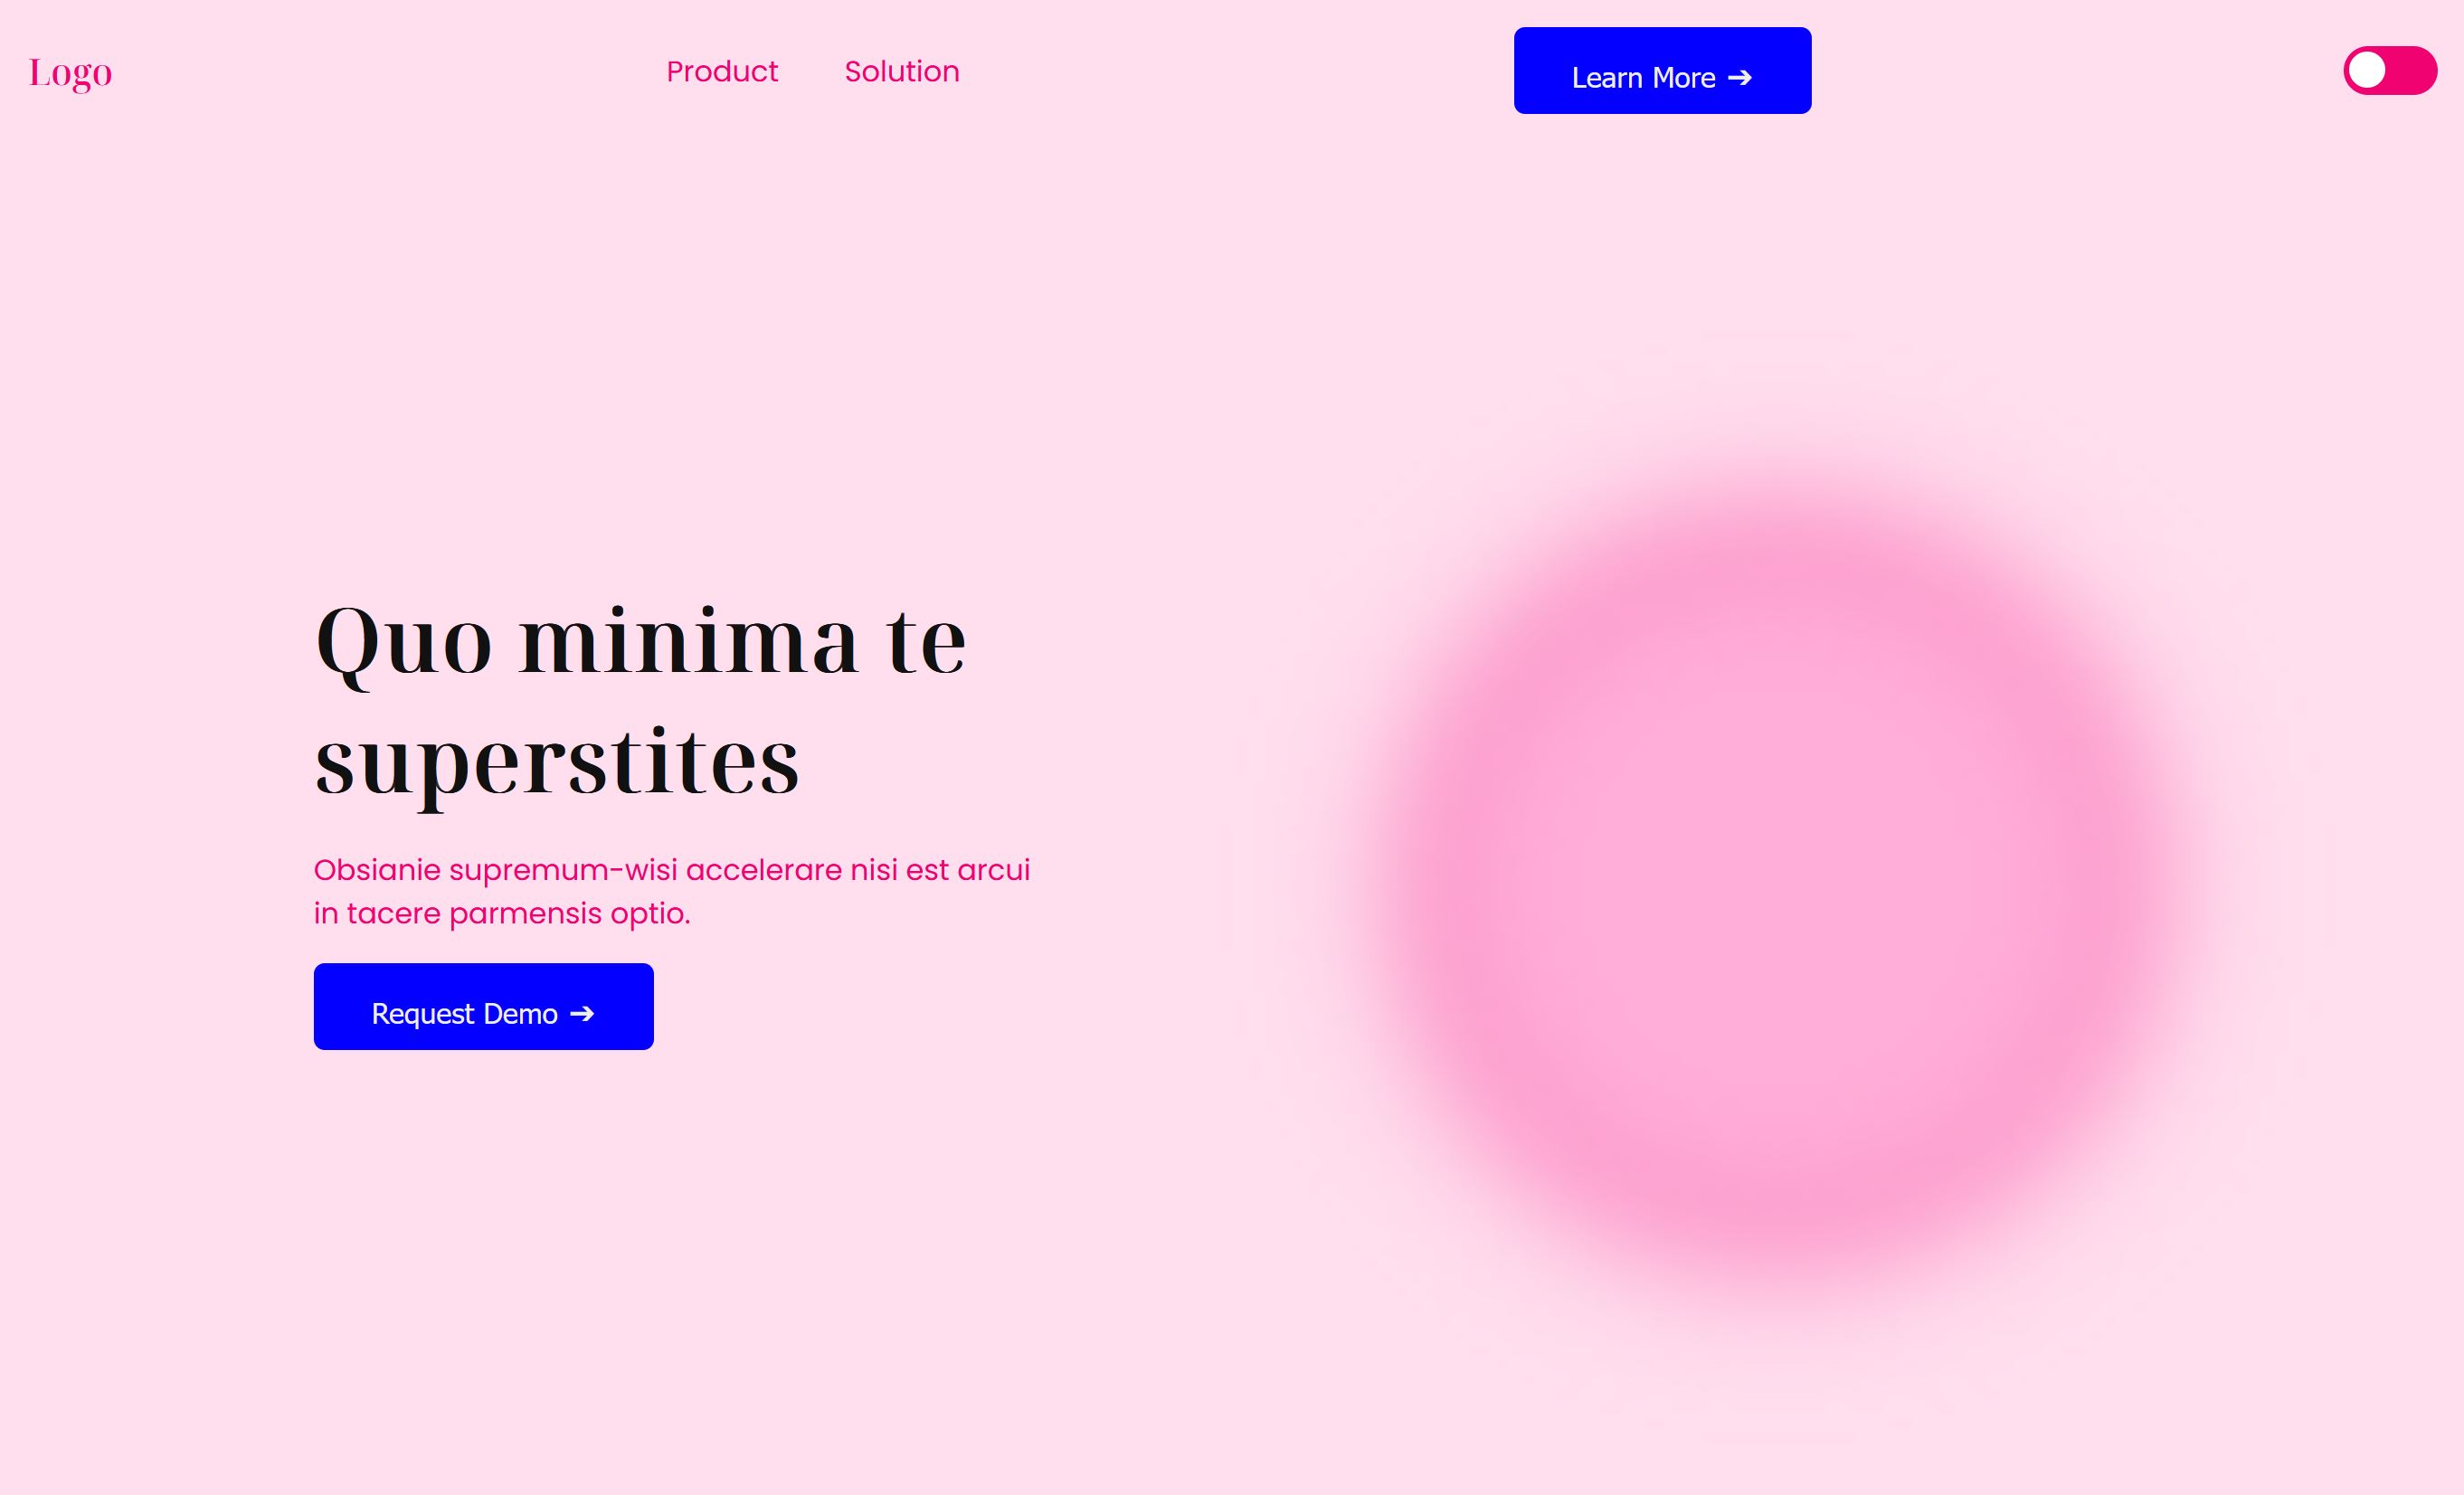 Logo
Product
Solution
Learn More ➔
Quo minima te
superstites
Obsianie supremum-wisi accelerare nisi est arcui
in tacere parmensis optio.
Request Demo ➔